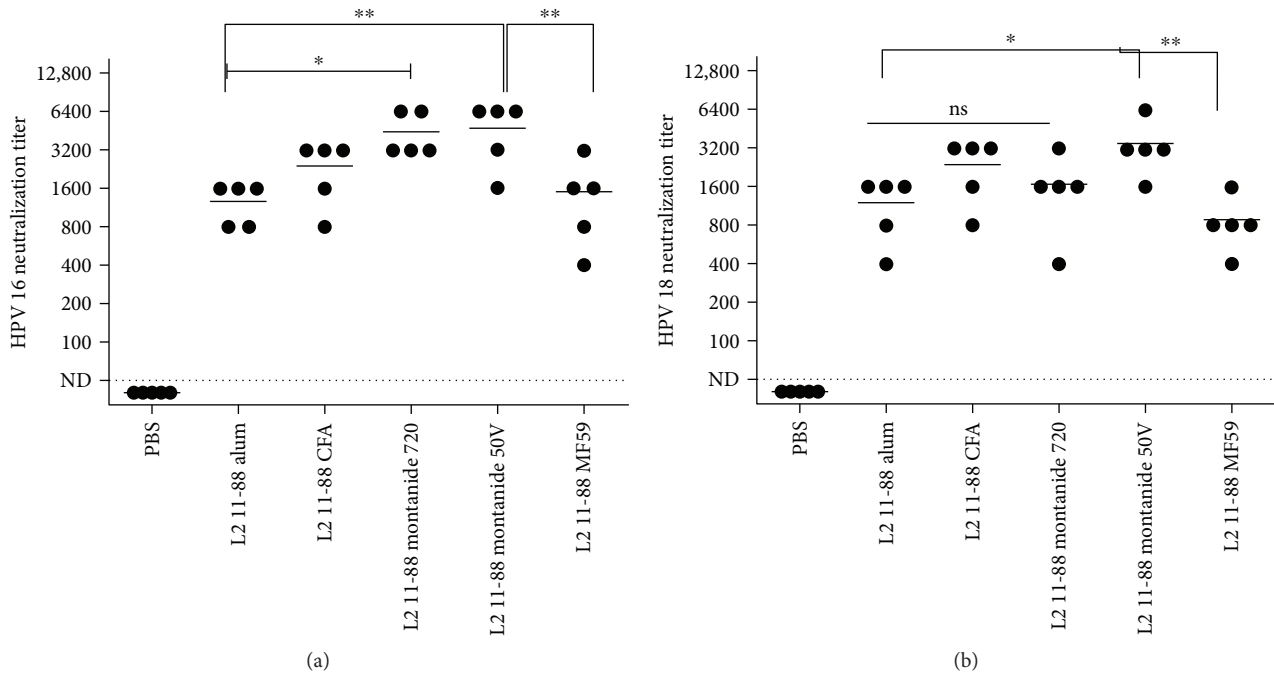 **
**
*
HPV 16 neutralization titer
12,800
6400
3200
1600
800
400
200
100
ND
PBS
L2 11-88 alum
L2 11-88 CFA
L2 11-88 montanide 720
L2 11-88 montanide 50V
L2 11-88 MF59
(a)
*
**
ns
HPV 18 neutralization titer
12,800
6400
3200
1600
800
400
200
100
ND
PBS
L2 11-88 alum
L2 11-88 CFA
L2 11-88 montanide 720
L2 11-88 montanide 50V
L2 11-88 MF59
(b)